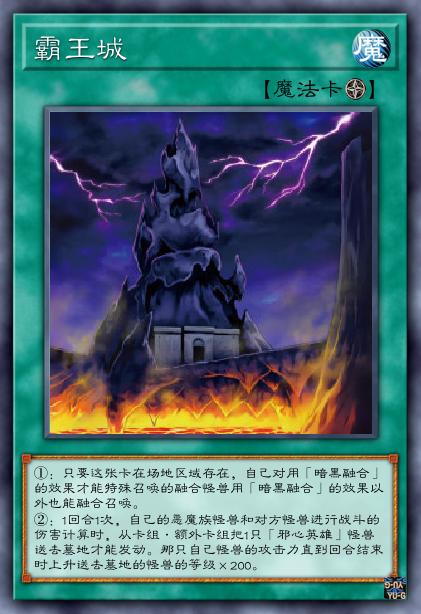 霸王城
魔
【魔法卡】
①：只要这张卡在场地区域存在，自己对用「暗黑融合」
的效果才能特殊召唤的融合怪兽用「暗黑融合」的效果以
外也能融合召唤。
②：1回合1次，自己的恶魔族怪兽和对方怪兽进行战斗的
伤害计算时，从卡组·额外卡组把1只「邪心英雄」怪兽
送去墓地才能发动。那只自己怪兽的攻击力直到回合结束
时上升送去墓地的怪兽的等级×200。